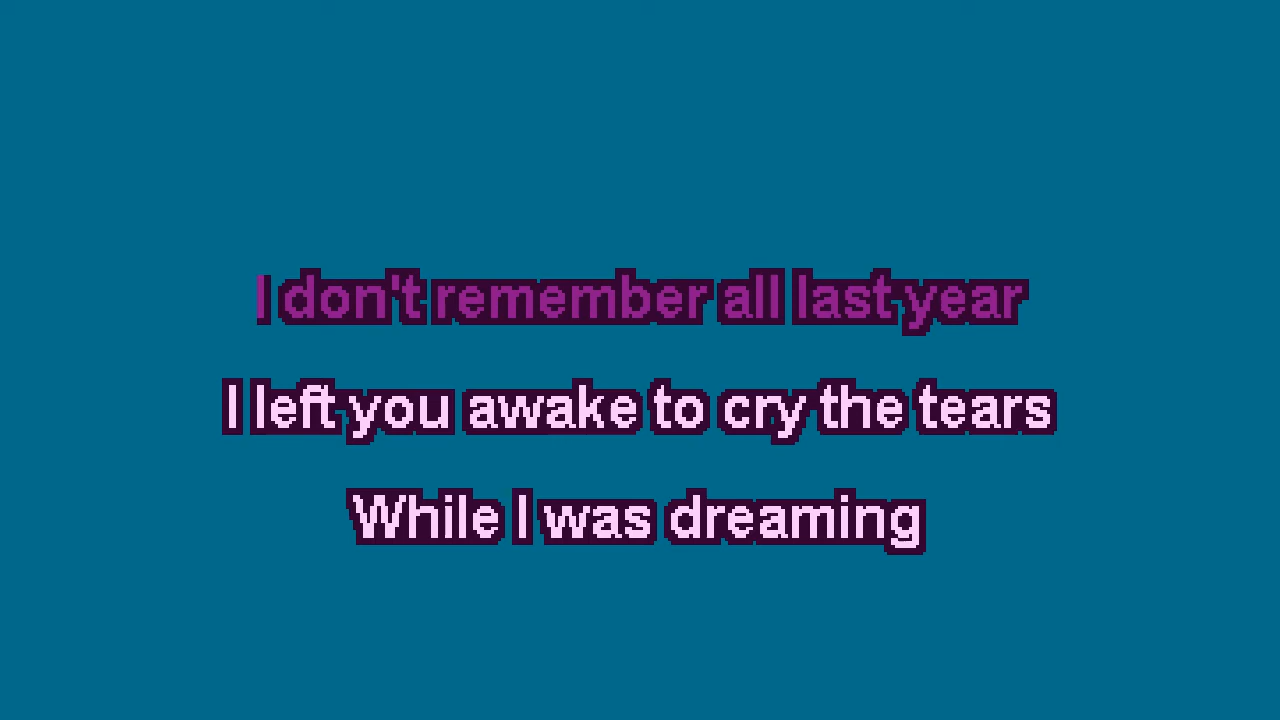 I don't remember all last year
I left you awake to cry the tears
While I was dreaming